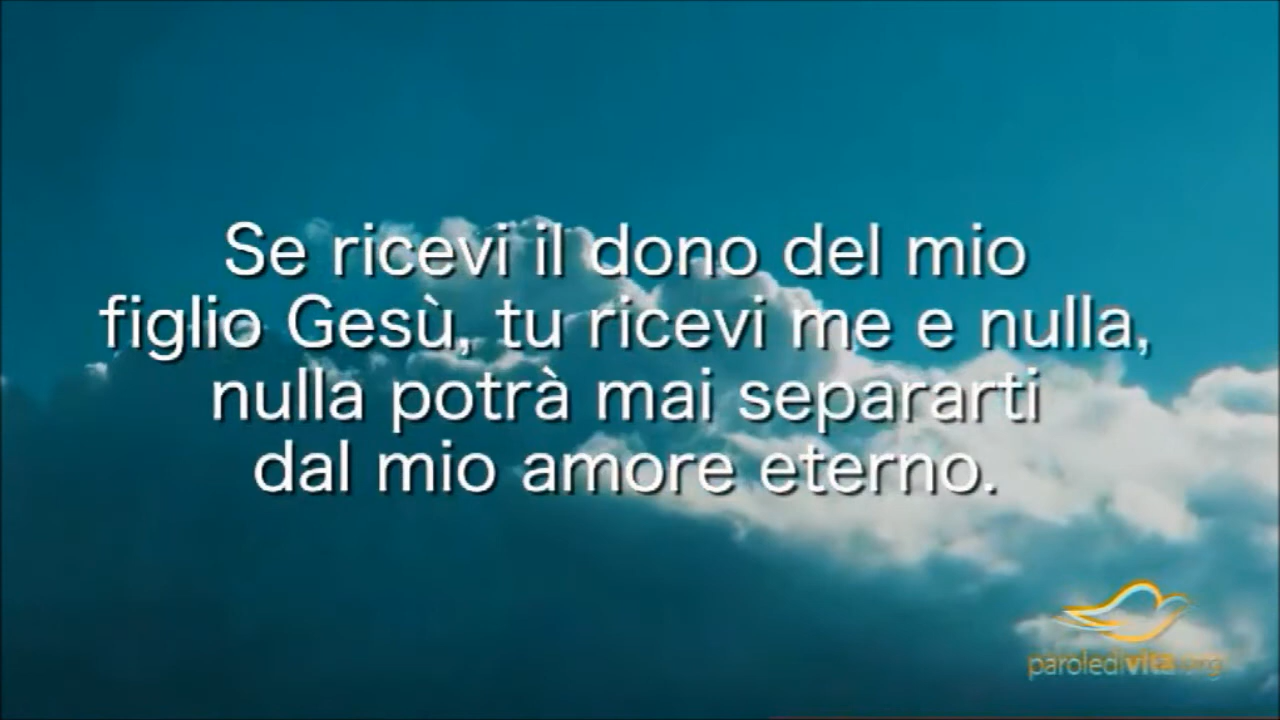 Se ricevi il dono del mio
figlio Gesù, tu ricevi me e nulla,
nulla potrà mai separarti
dal mio amore eterno.
paroledivita.org